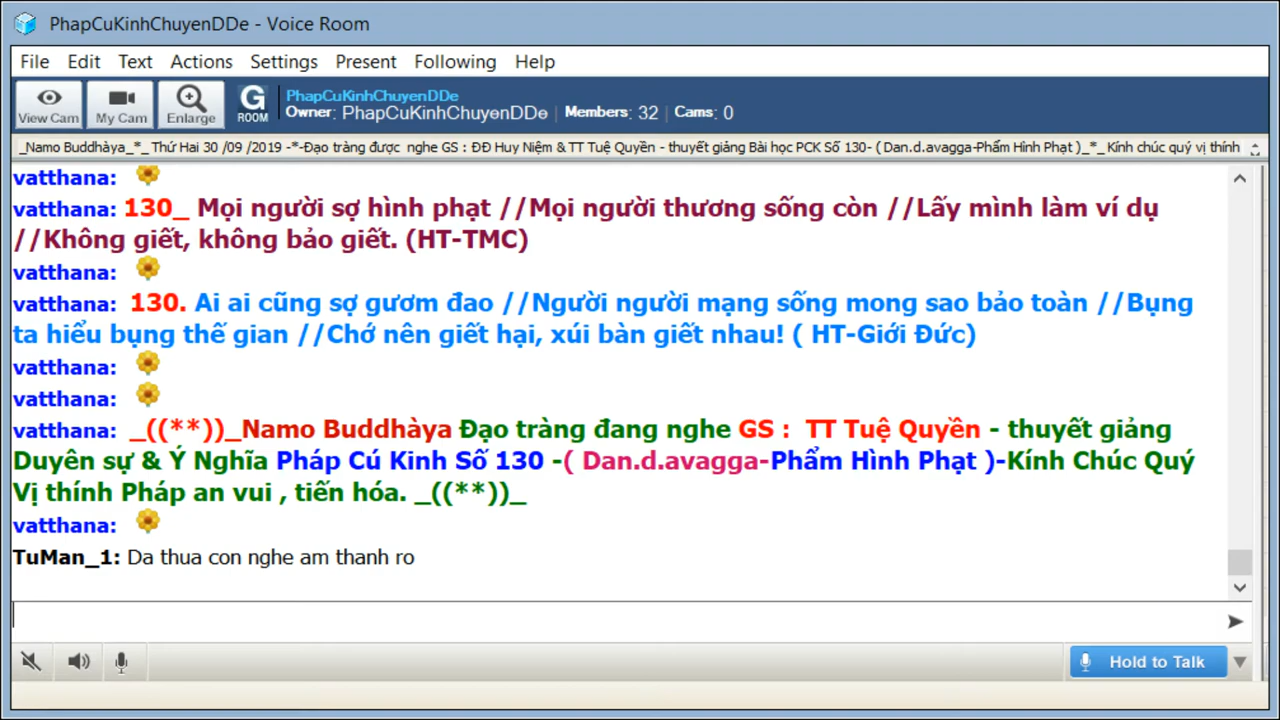 PhapCuKinhChuyenDDe - Voice Room
File Edit Text Actions Settings Present Following Help
View Cam My Cam Enlarge G ROOM
PhapCuKinhChuyenDDe
Owner: PhapCuKinhChuyenDDe | Members: 32 | Cams: 0
_Namo Buddhàya_*_ Thứ Hai 30 /09 /2019 -*-Đạo tràng được nghe GS : ĐĐ Huy Niệm & TT Tuệ Quyền - thuyết giảng Bài học PCK Số 130- ( Dan.d.avagga-Phẩm Hình Phạt )_*_ Kính chúc quý vị thính
vatthana:
vatthana: 130_ Mọi người sợ hình phạt //Mọi người thương sống còn //Lấy mình làm ví dụ
//Không giết, không bảo giết. (HT-TMC)
vatthana:
vatthana: 130. Ai ai cũng sợ gươm đao //Người người mạng sống mong sao bảo toàn //Bụng
ta hiểu bụng thế gian //Chớ nên giết hại, xúi bàn giết nhau! ( HT-Giới Đức)
vatthana:
vatthana:
vatthana: _((**))_Namo Buddhàya Đạo tràng đang nghe GS : TT Tuệ Quyền - thuyết giảng
Duyên sự & Ý Nghĩa Pháp Cú Kinh Số 130 -( Dan.d.avagga-Phẩm Hình Phạt )-Kính Chúc Quý
Vị thính Pháp an vui , tiến hóa. _((**))_
vatthana:
TuMan_1: Da thua con nghe am thanh ro
Hold to Talk